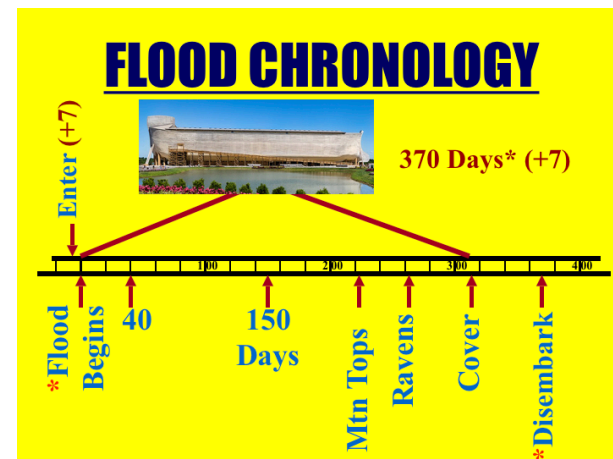 FLOOD CHRONOLOGY
Enter (+7)
370 Days* (+7)
100
200
300
400
*Flood
Begins
40
150
Days
Mtn Tops
Ravens
Cover
*Disembark